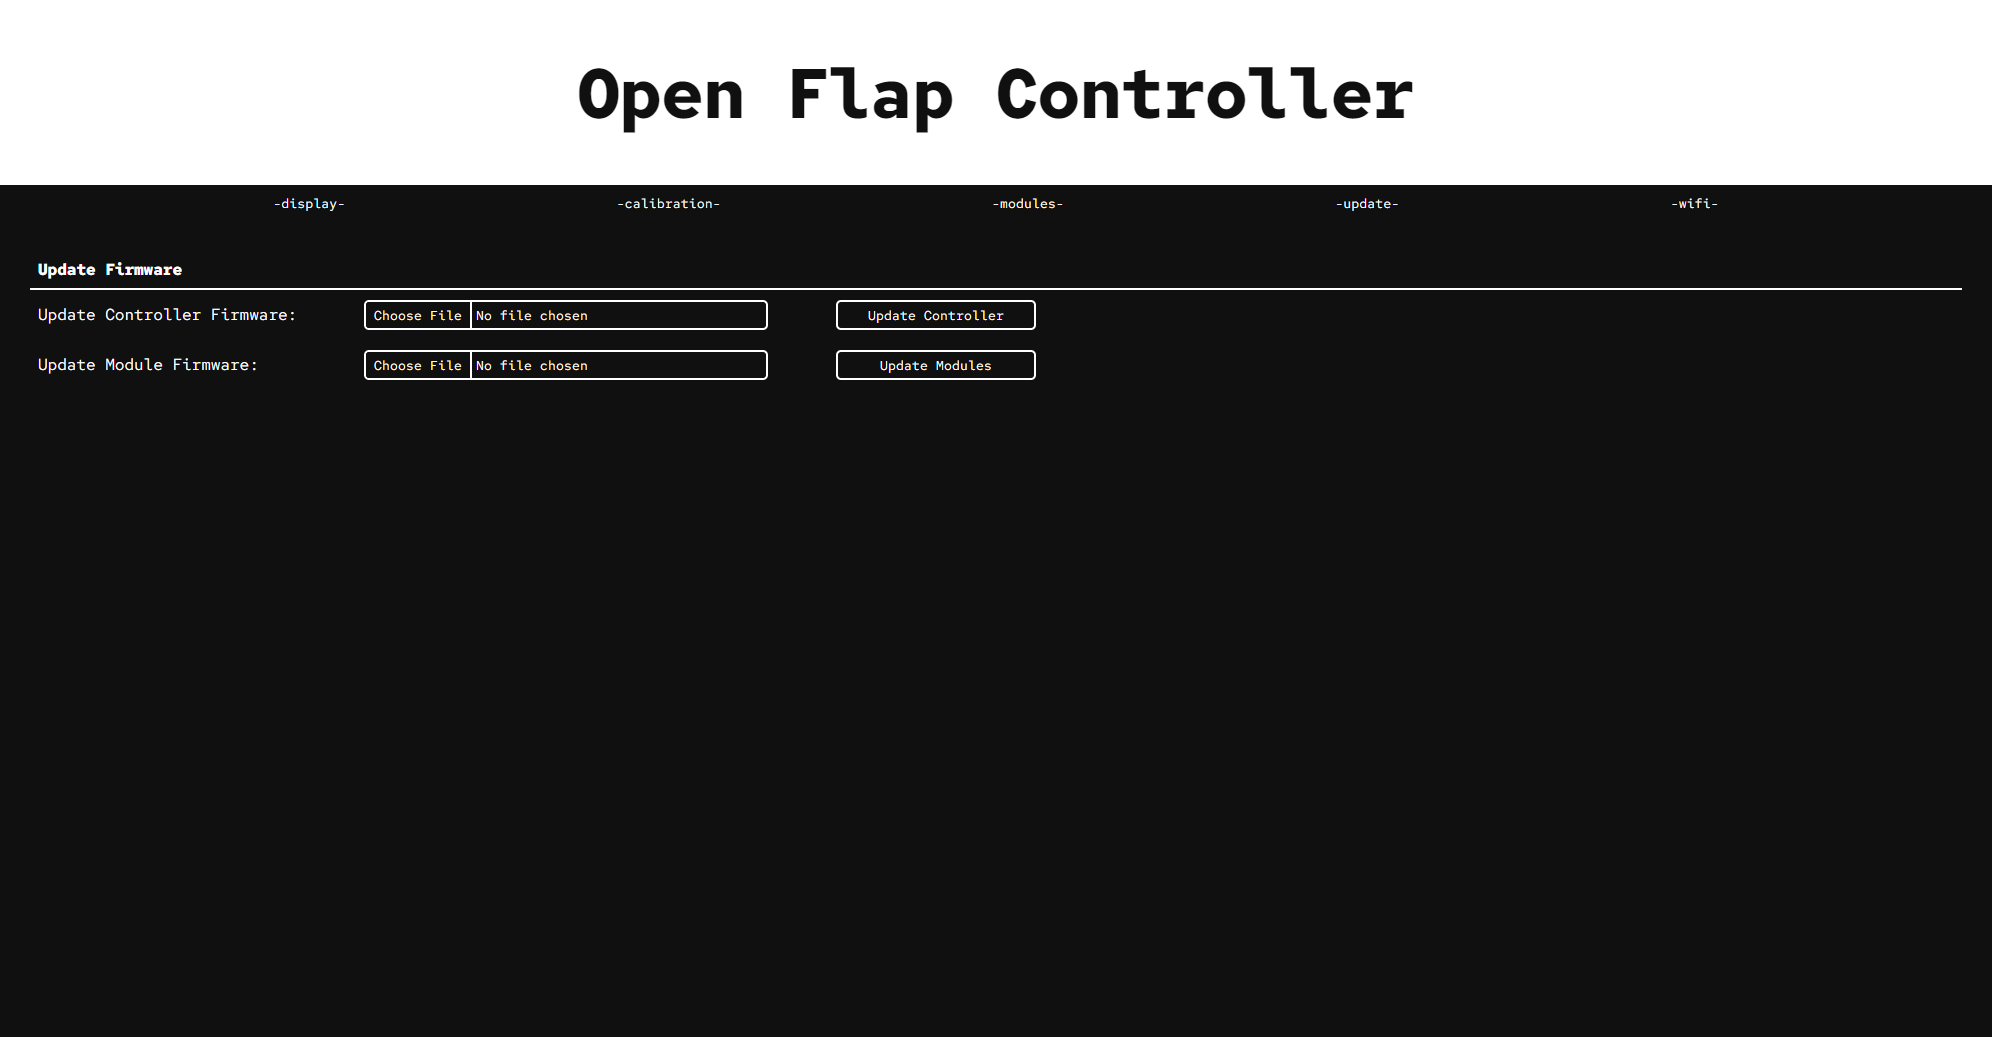 Open Flap Controller
-display- -calibration- -modules- -update- -wifi-
Update Firmware
Update Controller Firmware: Choose File No file chosen Update Controller
Update Module Firmware: Choose File No file chosen Update Modules